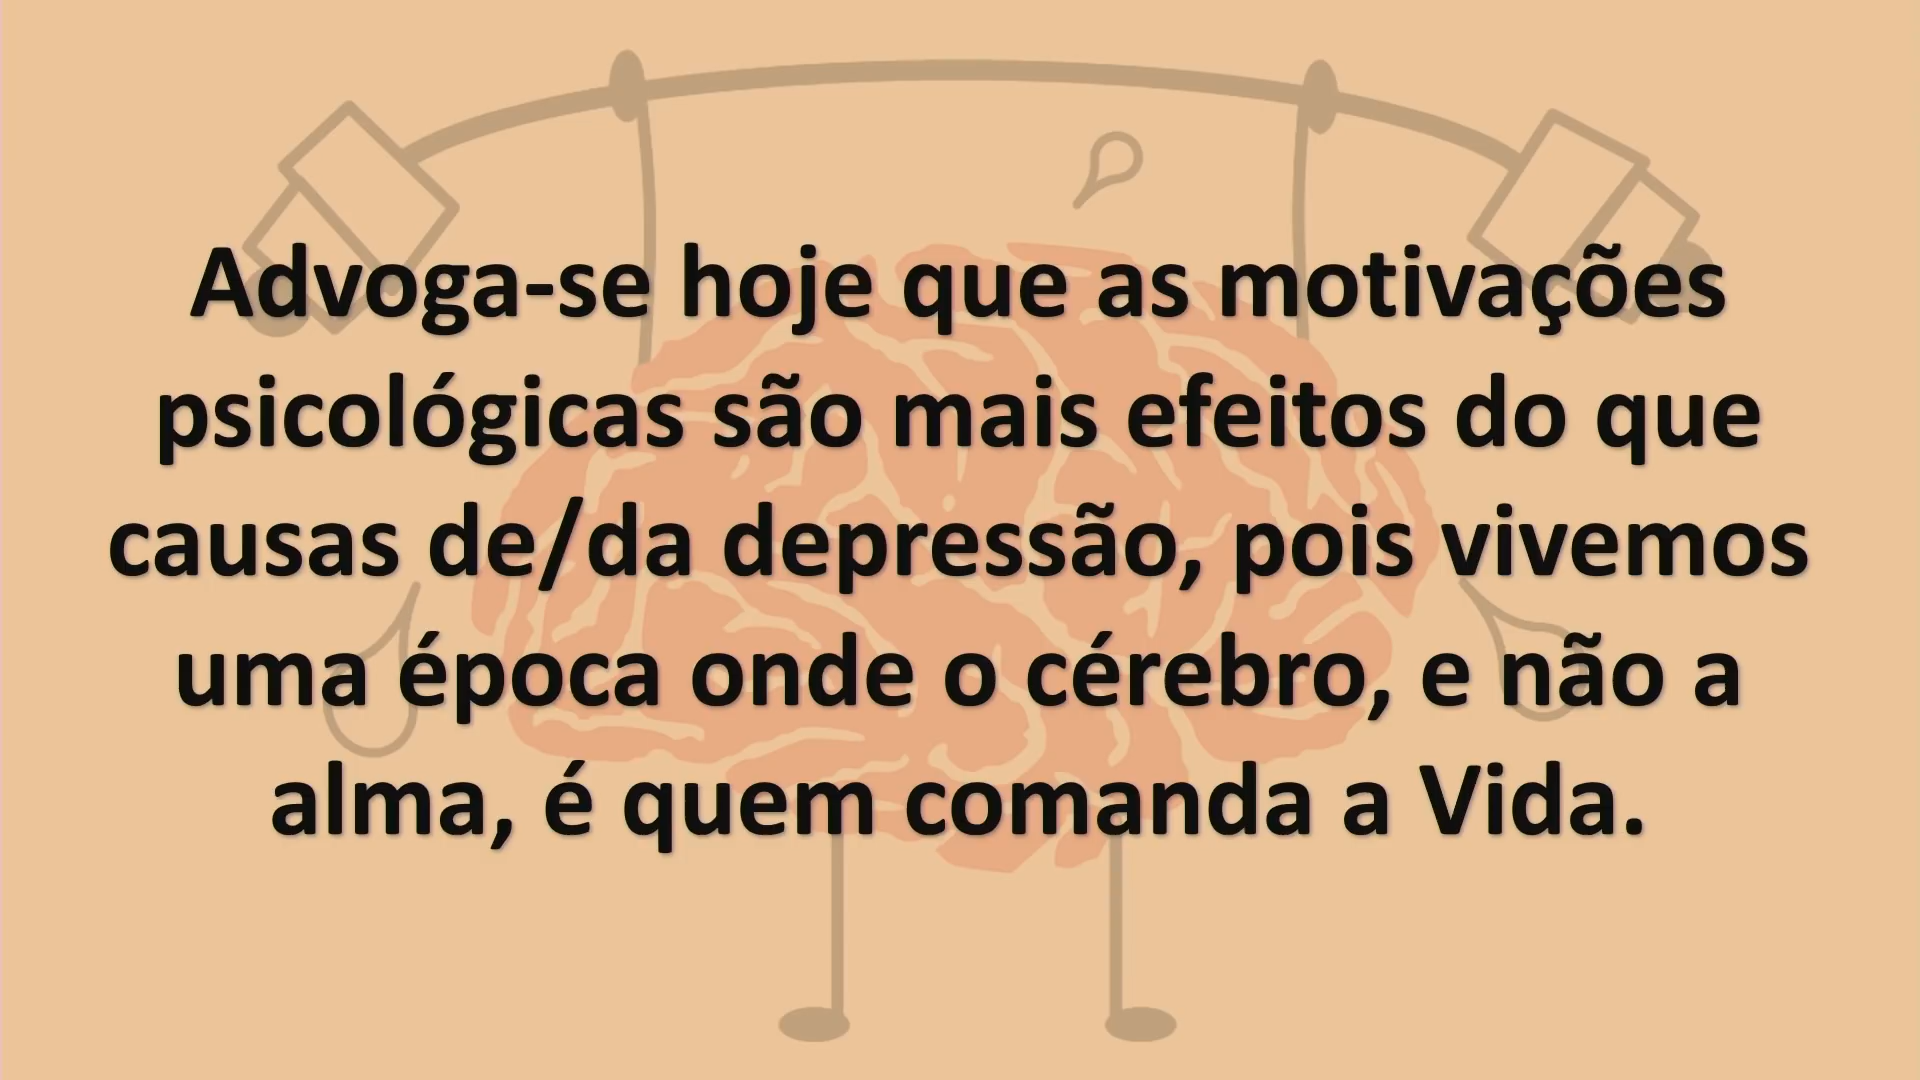 Advoga-se hoje que as motivações
psicológicas são mais efeitos do que
causas de/da depressão, pois vivemos
uma época onde o cérebro, e não a
alma, é quem comanda a Vida.